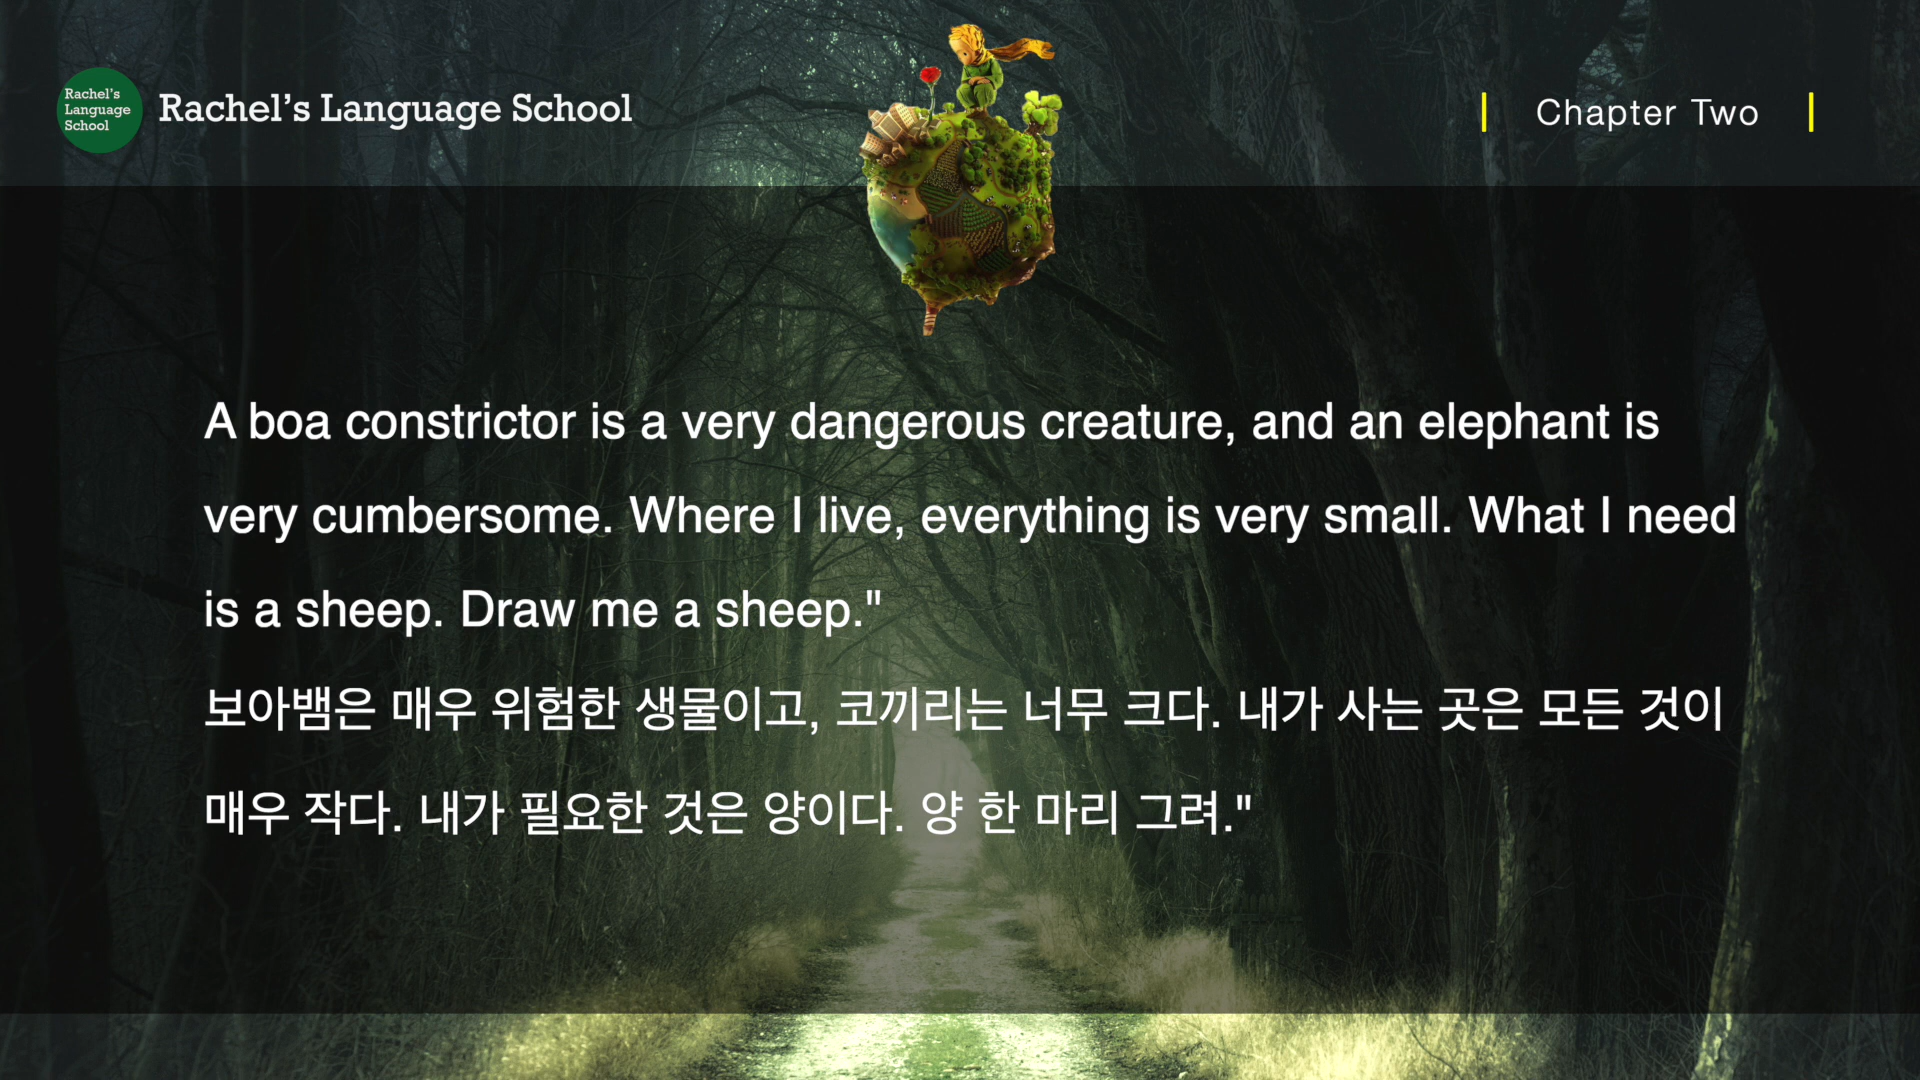 Rachel's
Language
School
Rachel's Language School
Chapter Two
A boa constrictor is a very dangerous creature, and an elephant is
very cumbersome. Where I live, everything is very small. What I need
is a sheep. Draw me a sheep."
보아뱀은 매우 위험한 생물이고, 코끼리는 너무 크다. 내가 사는 곳은 모든 것이
매우 작다. 내가 필요한 것은 양이다. 양 한 마리 그려."